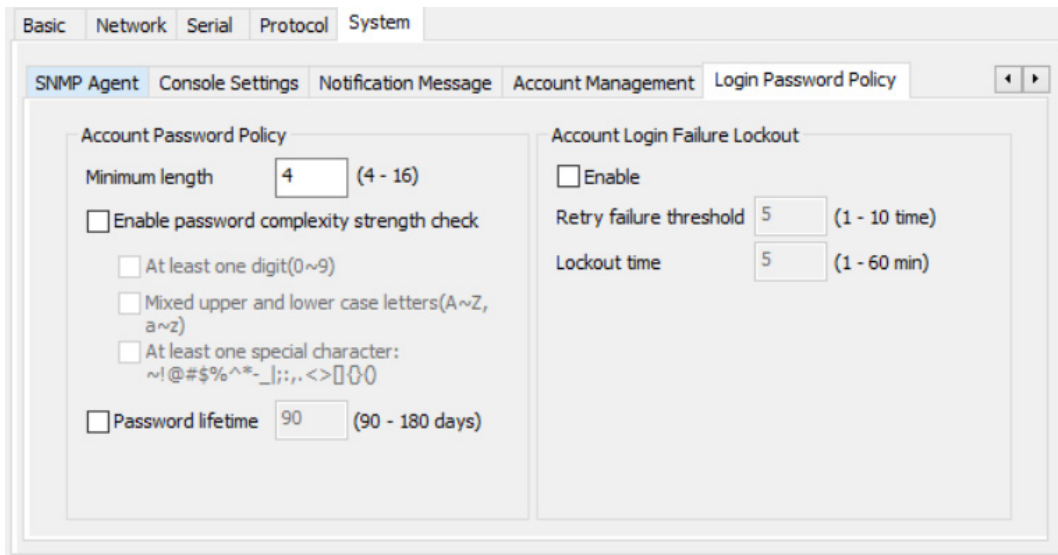 Basic Network Serial Protocol System
SNMP Agent Console Settings Notification Message Account Management Login Password Policy
Account Password Policy
Minimum length 4 (4 - 16)
Enable password complexity strength check
At least one digit(0~9)
Mixed upper and lower case letters(A~Z,
a~z)
At least one special character:
~!@#$%^*-_|;:,.<>[]{}()
Password lifetime 90 (90 - 180 days)
Account Login Failure Lockout
Enable
Retry failure threshold 5 (1 - 10 time)
Lockout time 5 (1 - 60 min)